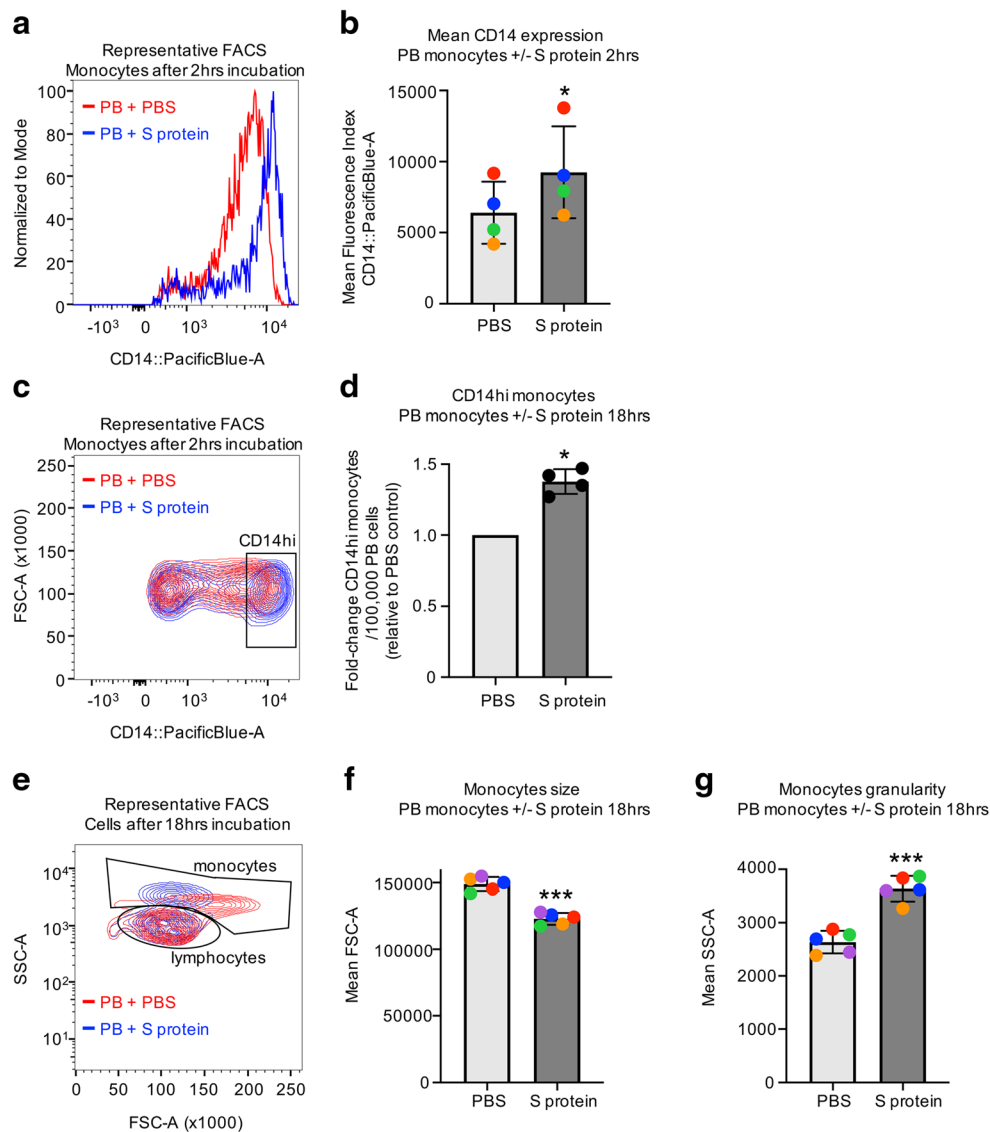 a
Representative FACS
Monocytes after 2hrs incubation
PB + PBS
PB + S protein
Normalized to Mode
100
80
60
40
20
0
-10³ 0 10³ 10⁴
CD14::PacificBlue-A
b
Mean CD14 expression
PB monocytes +/- S protein 2hrs
Mean Fluorescence Index
CD14::PacificBlue-A
15000
10000
5000
0
*
PBS S protein
c
Representative FACS
Monoctyes after 2hrs incubation
PB + PBS
PB + S protein
CD14hi
FSC-A (x1000)
250
200
150
100
50
0
-10³ 0 10³ 10⁴
CD14::PacificBlue-A
d
CD14hi monocytes
PB monocytes +/- S protein 18hrs
Fold-change CD14hi monocytes
/100,000 PB cells
(relative to PBS control)
1.5
1.0
0.5
0
*
PBS S protein
e
Representative FACS
Cells after 18hrs incubation
monocytes
lymphocytes
PB + PBS
PB + S protein
SSC-A
10⁴
10³
10²
10¹
0 50 100 150 200 250
FSC-A (x1000)
f
Monocytes size
PB monocytes +/- S protein 18hrs
Mean FSC-A
150000
100000
50000
0
***
PBS S protein
g
Monocytes granularity
PB monocytes +/- S protein 18hrs
Mean SSC-A
4000
3000
2000
1000
0
***
PBS S protein